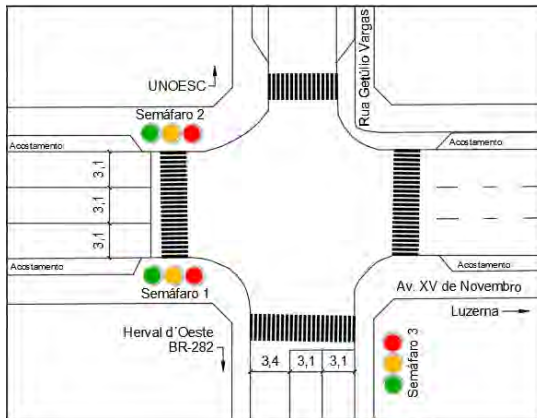 UNOESC
Rua Getúlio Vargas
Semáfaro 2
Acostamento
Acostamento
3,1
3,1
3,1
Acostamento
Acostamento
Semáfaro 1
Av. XV de Novembro
Luzerna
Herval d´Oeste
BR-282
3,4
3,1
3,1
Semáfaro 3